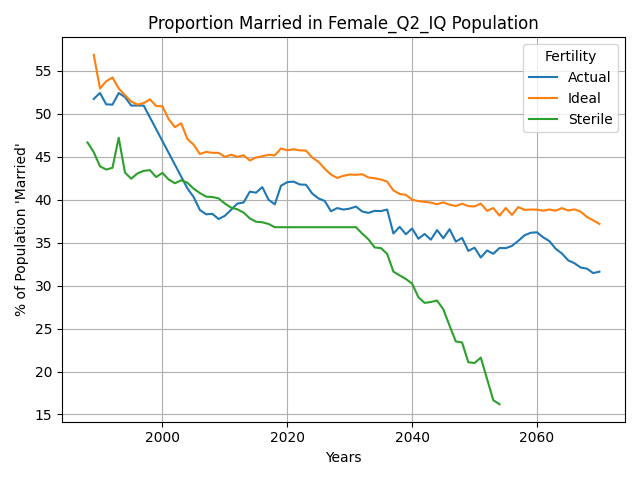 Proportion Married in Female_Q2_IQ Population
% of Population 'Married'
55
50
45
40
35
30
25
20
15
Fertility
Actual
Ideal
Sterile
2000
2020
2040
2060
Years